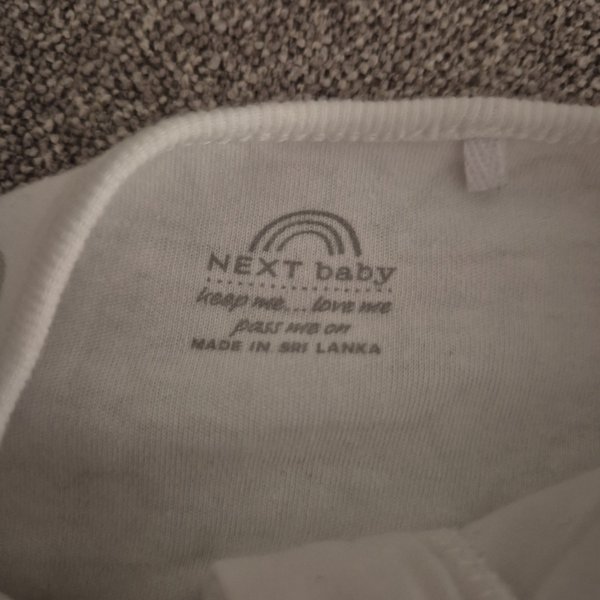 NEXT baby
keep me... love me
pass me on
MADE IN SRI LANKA